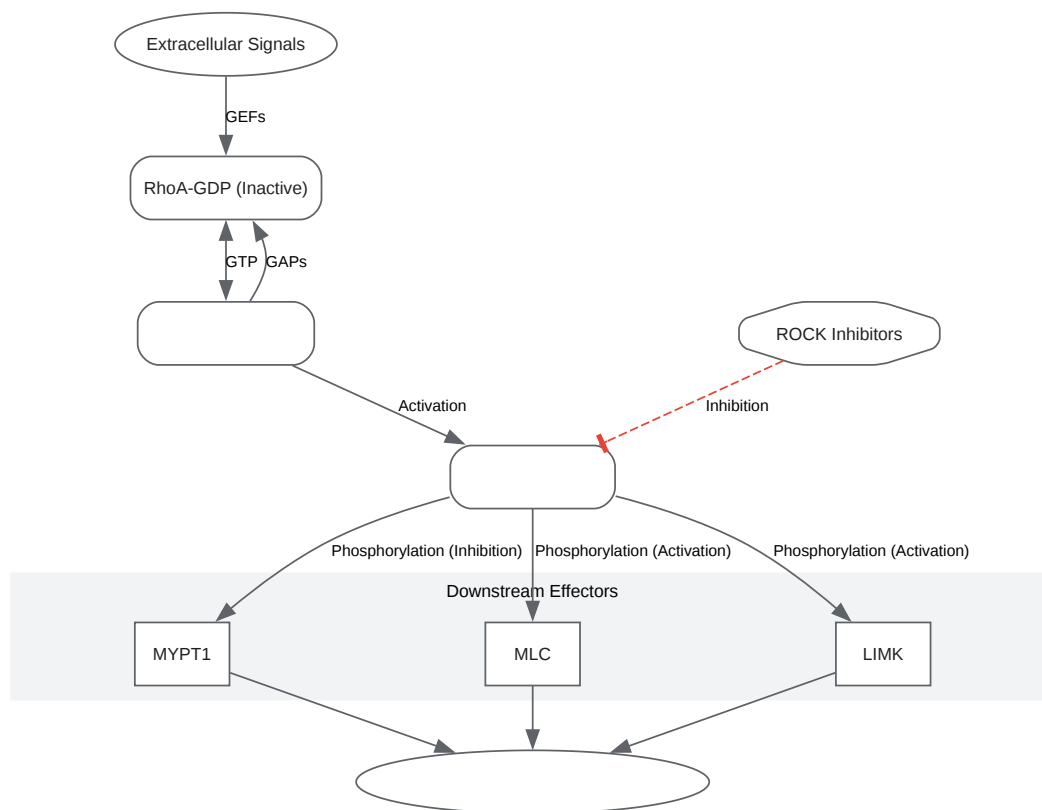 Extracellular Signals
GEFs
RhoA-GDP (Inactive)
GTP
GAPs
ROCK Inhibitors
Activation
Inhibition
Phosphorylation (Inhibition)
Phosphorylation (Activation)
Phosphorylation (Activation)
Downstream Effectors
MYPT1
MLC
LIMK